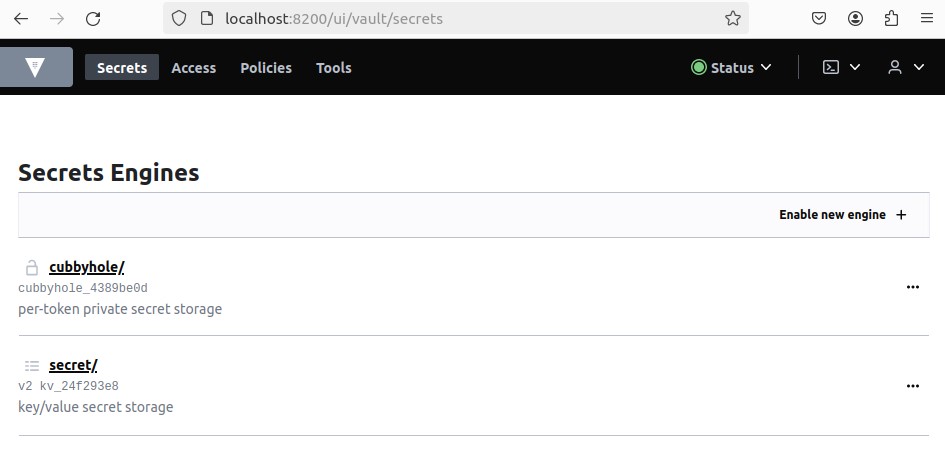 localhost:8200/ui/vault/secrets
Secrets Access Policies Tools Status
Secrets Engines
Enable new engine +
cubbyhole/
cubbyhole_4389be0d
per-token private secret storage
secret/
v2 kv_24f293e8
key/value secret storage